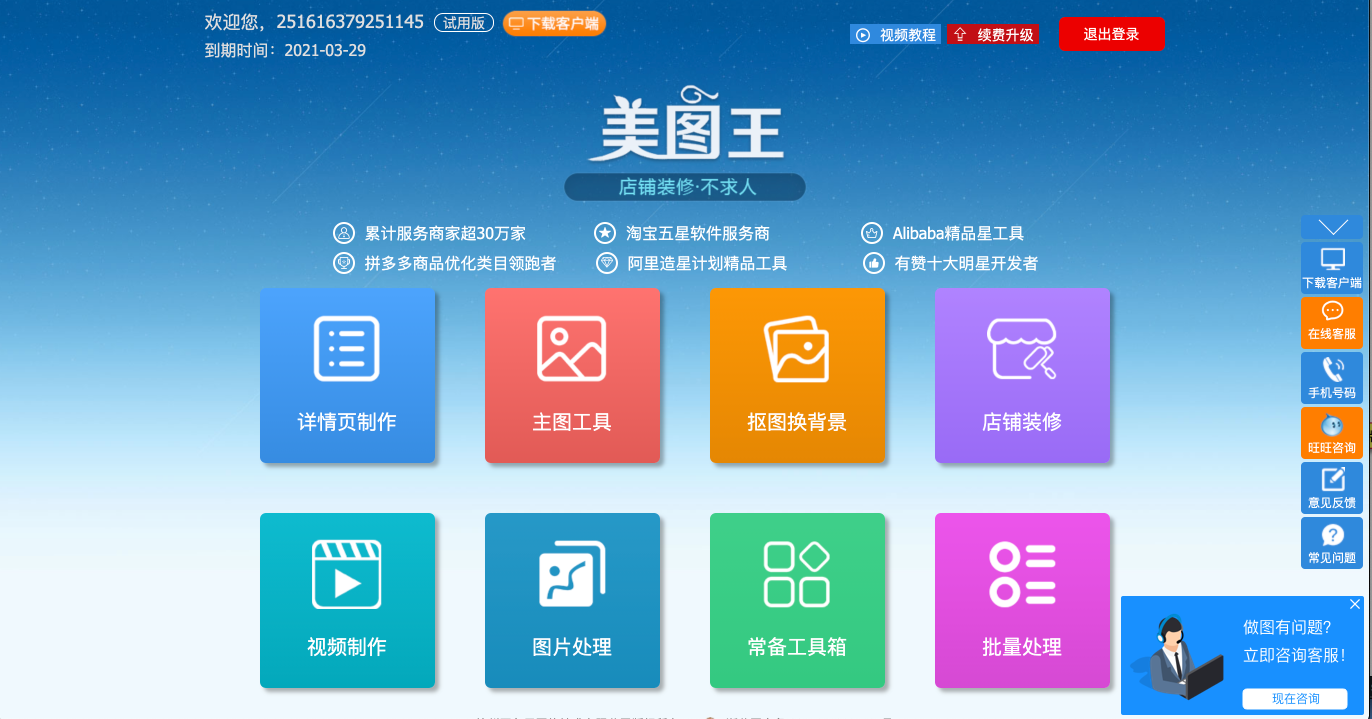 欢迎您，251616379251145 试用版 下载客户端
到期时间：2021-03-29
视频教程 续费升级 退出登录
美图王
店铺装修·不求人
累计服务商家超30万家 淘宝五星软件服务商 Alibaba精品星工具
拼多多商品优化类目领跑者 阿里造星计划精品工具 有赞十大明星开发者
详情页制作 主图工具 抠图换背景 店铺装修
视频制作 图片处理 常备工具箱 批量处理
下载客户端
在线客服
手机号码
旺旺咨询
意见反馈
常见问题
做图有问题？
立即咨询客服！
现在咨询